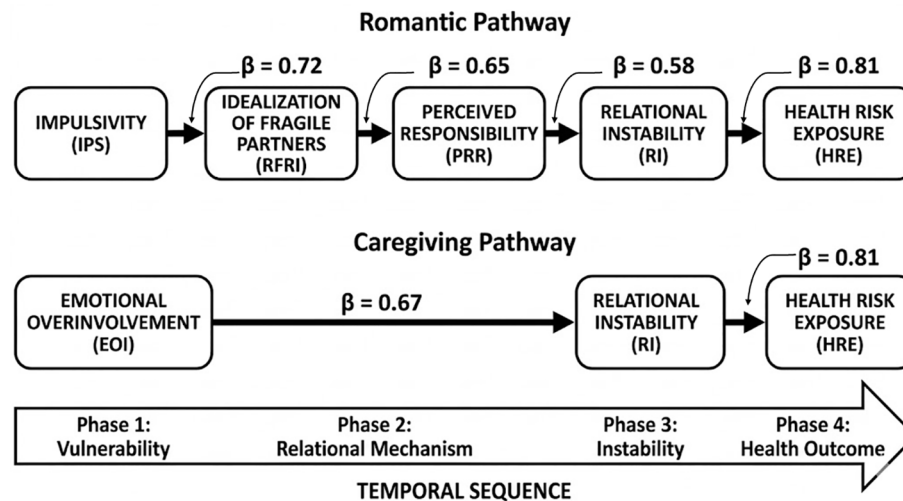 Romantic Pathway
β = 0.72
β = 0.65
β = 0.58
β = 0.81
IMPULSIVITY
(IPS)
IDEALIZATION
OF FRAGILE
PARTNERS
(RFRI)
PERCEIVED
RESPONSIBILITY
(PRR)
RELATIONAL
INSTABILITY
(RI)
HEALTH RISK
EXPOSURE
(HRE)
Caregiving Pathway
β = 0.81
EMOTIONAL
OVERINVOLVEMENT
(EOI)
β = 0.67
RELATIONAL
INSTABILITY
(RI)
HEALTH RISK
EXPOSURE
(HRE)
Phase 1:
Vulnerability
Phase 2:
Relational Mechanism
Phase 3:
Instability
Phase 4:
Health Outcome
TEMPORAL SEQUENCE